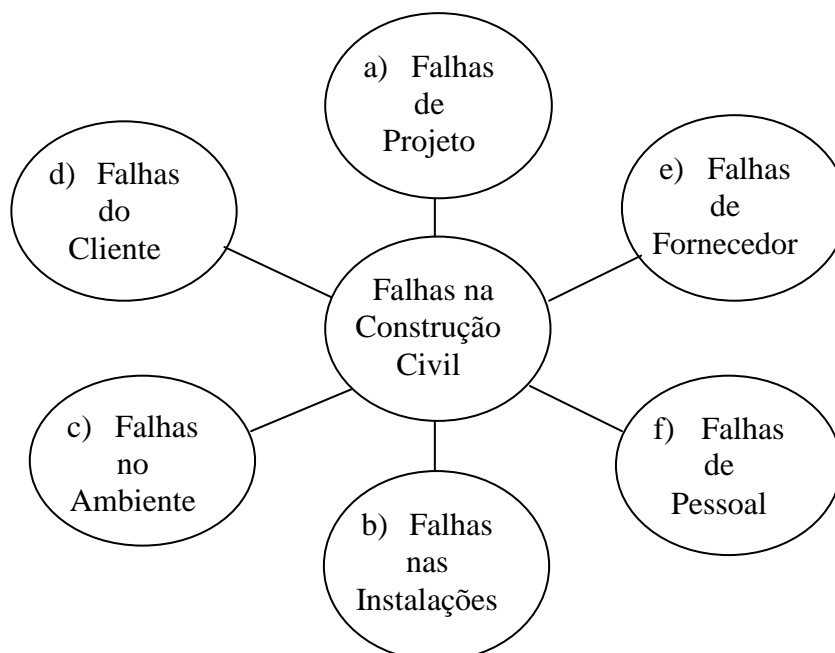 a) Falhas
de
Projeto
d) Falhas
do
Cliente
e) Falhas
de
Fornecedor
Falhas na
Construção
Civil
c) Falhas
no
Ambiente
f) Falhas
de
Pessoal
b) Falhas
nas
Instalações